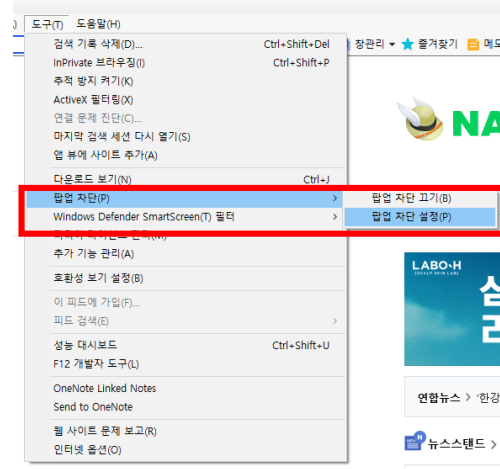 도구(T) 도움말(H)
검색 기록 삭제(D)... Ctrl+Shift+Del
InPrivate 브라우징(I) Ctrl+Shift+P
추적 방지 켜기(K)
ActiveX 필터링(X)
연결 문제 진단(C)...
마지막 검색 세션 다시 열기(S)
앱 뷰에 사이트 추가(A)
다운로드 보기(N) Ctrl+J
팝업 차단(P) >
Windows Defender SmartScreen(T) 필터 >
추가 기능 관리(A)
호환성 보기 설정(B)
이 피드에 가입(F)...
피드 검색(E) >
성능 대시보드 Ctrl+Shift+U
F12 개발자 도구(L)
OneNote Linked Notes
Send to OneNote
웹 사이트 문제 보고(R)
인터넷 옵션(O)
팝업 차단 끄기(B)
팝업 차단 설정(P)
창관리 즐겨찾기 메모
NA
LABO·H
(SCALP SKIN LAB)
연합뉴스 > '한강
뉴스스탠드 >